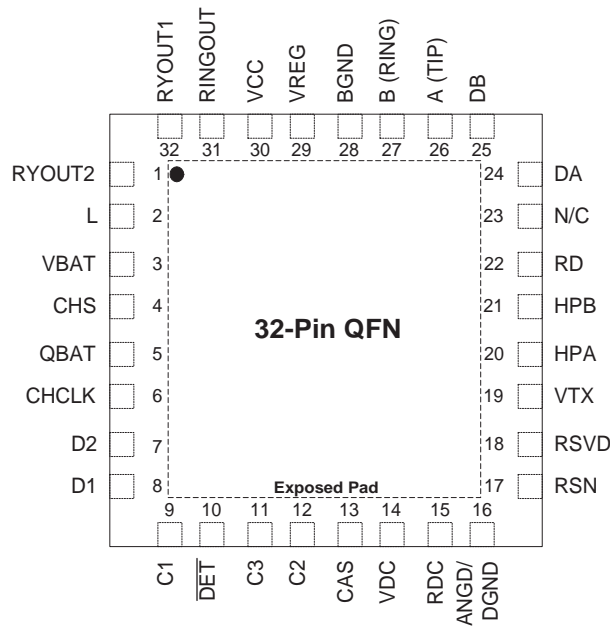 RYOUT1
RINGOUT
VCC
VREG
BGND
B (RING)
A (TIP)
DB
32
31
30
29
28
27
26
25
RYOUT2 1
24 DA
L 2
23 N/C
VBAT 3
22 RD
CHS 4
21 HPB
32-Pin QFN
QBAT 5
20 HPA
CHCLK 6
19 VTX
D2 7
18 RSVD
D1 8
17 RSN
Exposed Pad
9
10
11
12
13
14
15
16
C1
DET
C3
C2
CAS
VDC
RDC
ANGD/
DGND